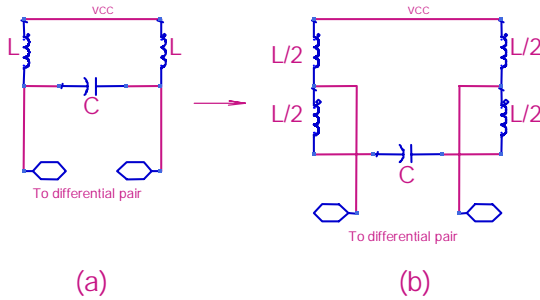 VCC
L
L
C
To differential pair
(a)
VCC
L/2
L/2
L/2
L/2
C
To differential pair
(b)